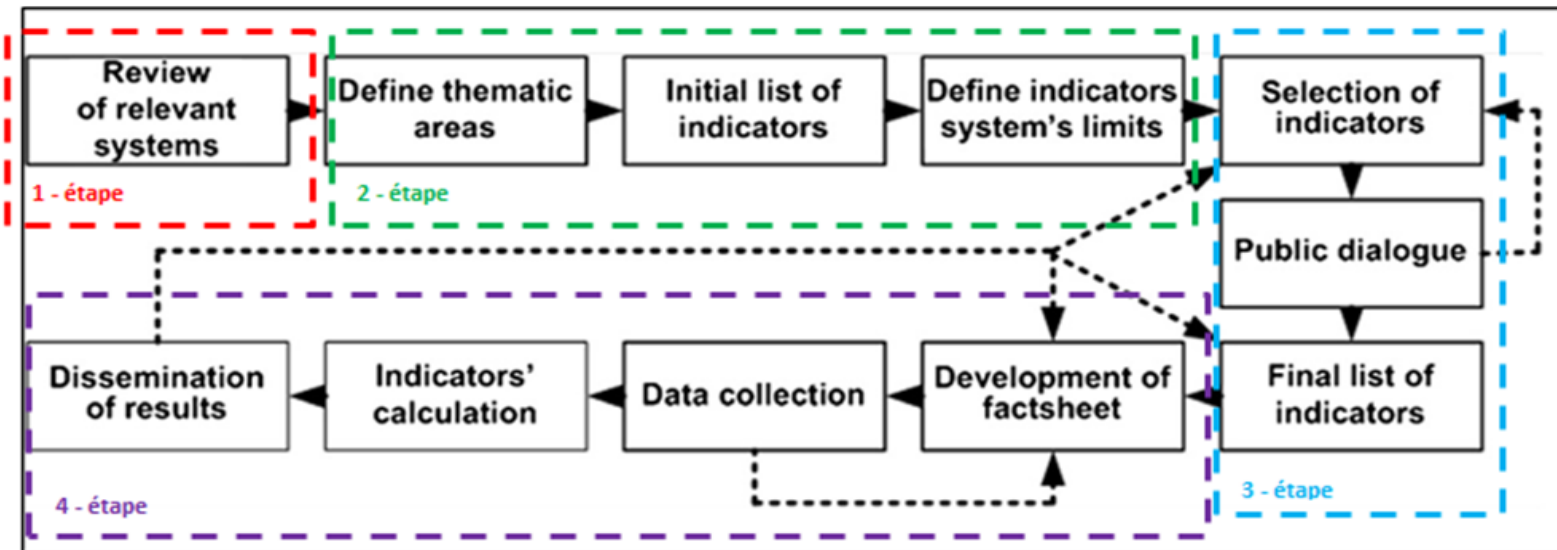 Review
of relevant
systems
Define thematic
areas
Initial list of
indicators
Define indicators
system's limits
Selection of
indicators
1 - étape
2 - étape
Public dialogue
Dissemination
of results
Indicators'
calculation
Data collection
Development of
factsheet
Final list of
indicators
4 - étape
3 - étape